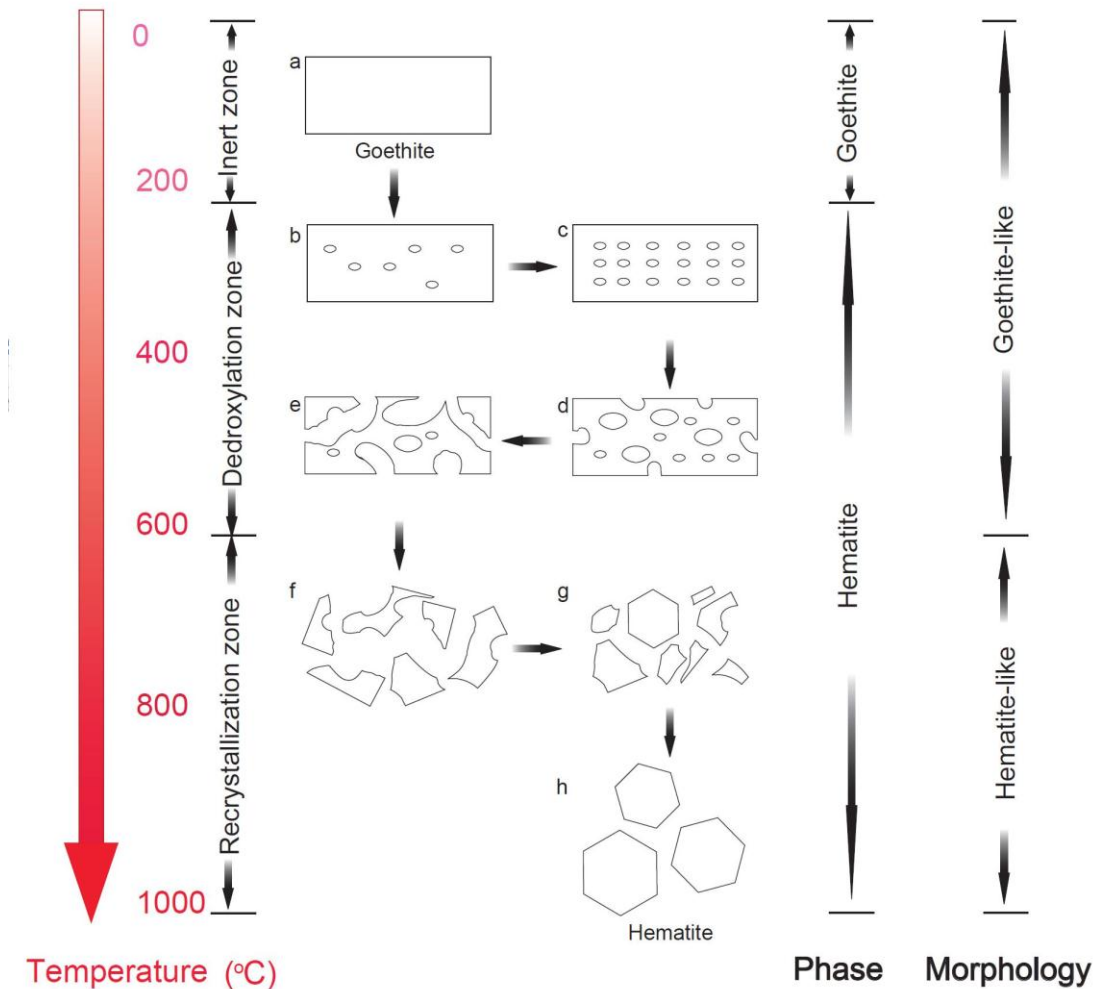 0
200
400
600
800
1000
Temperature (°C)
Inert zone
Dedroxylation zone
Recrystallization zone
a
Goethite
b
c
e
d
f
g
h
Hematite
Goethite
Hematite
Phase
Goethite-like
Hematite-like
Morphology